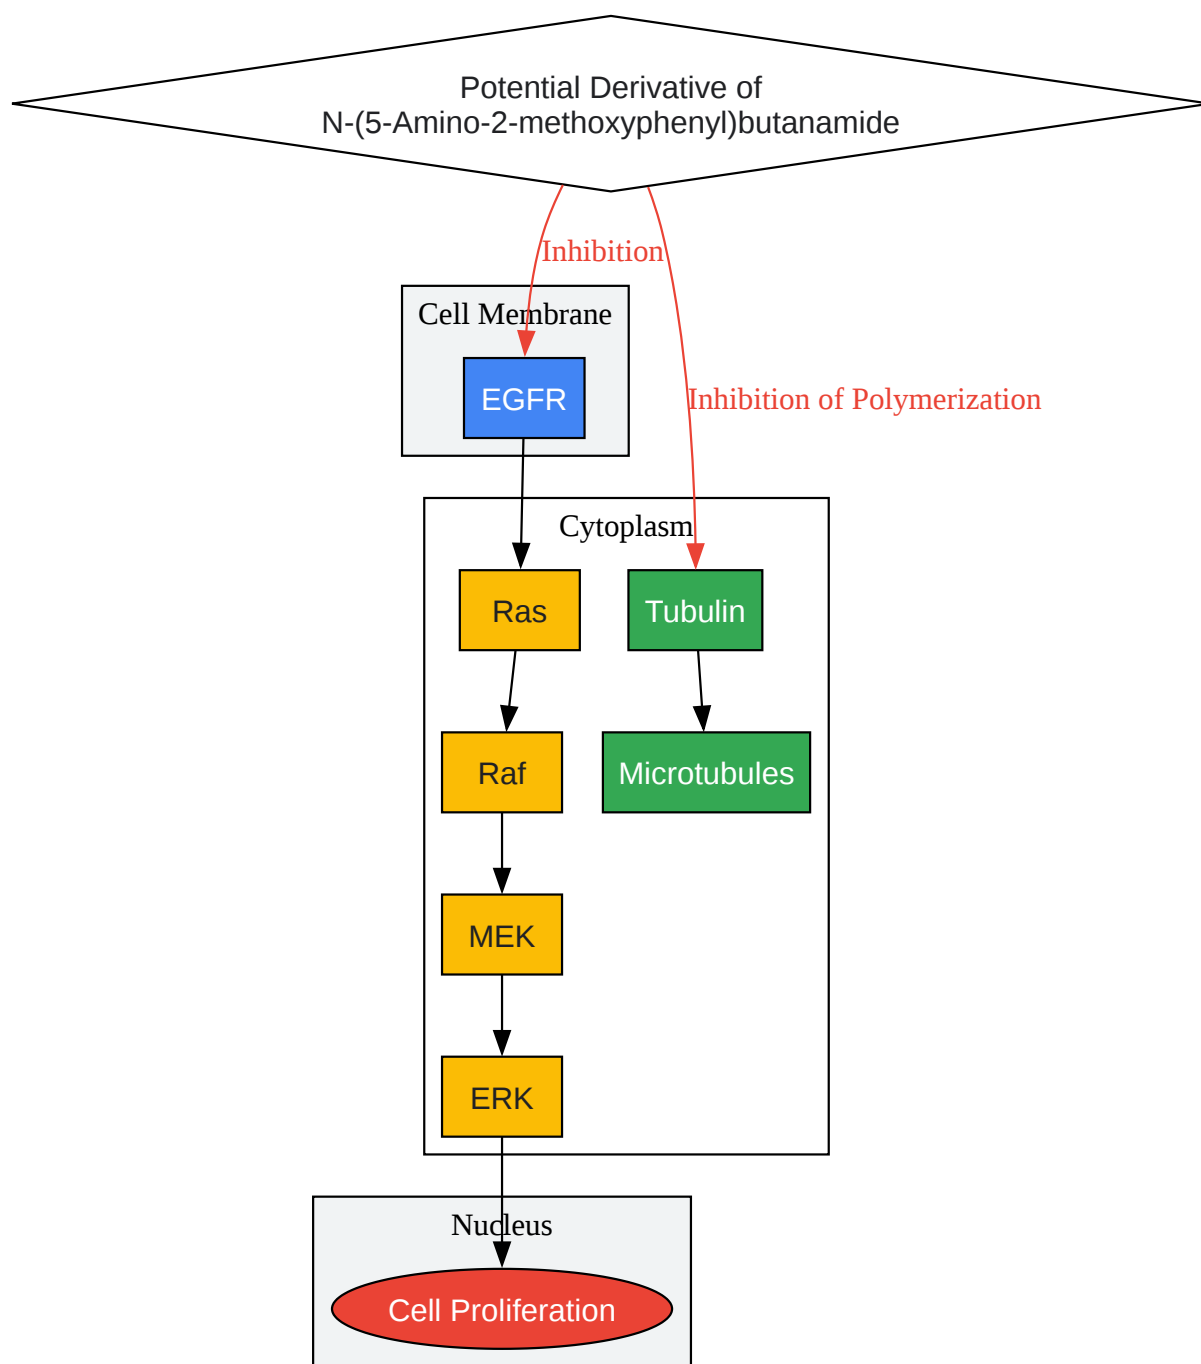 Potential Derivative of
N-(5-Amino-2-methoxyphenyl)butanamide
Inhibition
Cell Membrane
EGFR
Inhibition of Polymerization
Cytoplasm
Ras
Tubulin
Raf
Microtubules
MEK
ERK
Nucleus
Cell Proliferation